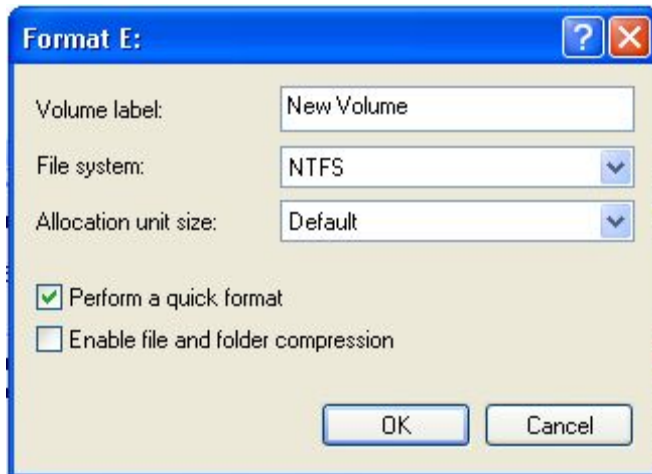 Format E:
Volume label: New Volume
File system: NTFS
Allocation unit size: Default
Perform a quick format
Enable file and folder compression
OK Cancel